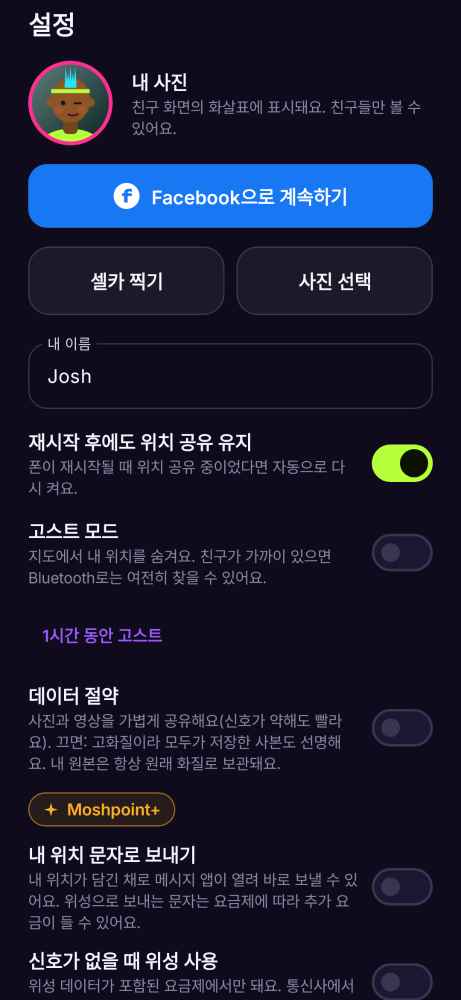 설정
내 사진
친구 화면의 화살표에 표시돼요. 친구들만 볼 수
있어요.
Facebook으로 계속하기
셀카 찍기
사진 선택
내 이름
Josh
재시작 후에도 위치 공유 유지
폰이 재시작될 때 위치 공유 중이었다면 자동으로 다
시 켜요.
고스트 모드
지도에서 내 위치를 숨겨요. 친구가 가까이 있으면
Bluetooth로는 여전히 찾을 수 있어요.
1시간 동안 고스트
데이터 절약
사진과 영상을 가볍게 공유해요(신호가 약해도 빨라
요). 끄면: 고화질이라 모두가 저장한 사본도 선명해
요. 내 원본은 항상 원래 화질로 보관돼요.
Moshpoint+
내 위치 문자로 보내기
내 위치가 담긴 채로 메시지 앱이 열려 바로 보낼 수 있
어요. 위성으로 보내는 문자는 요금제에 따라 추가 요
금이 들 수 있어요.
신호가 없을 때 위성 사용
위성 데이터가 포함된 요금제에서만 돼요. 통신사에서